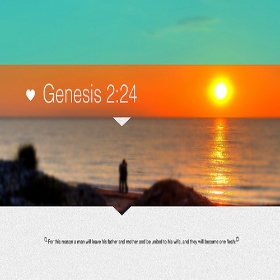 Genesis 2:24
"For this reason a man will leave his father and mother and be united to his wife, and they will become one flesh."